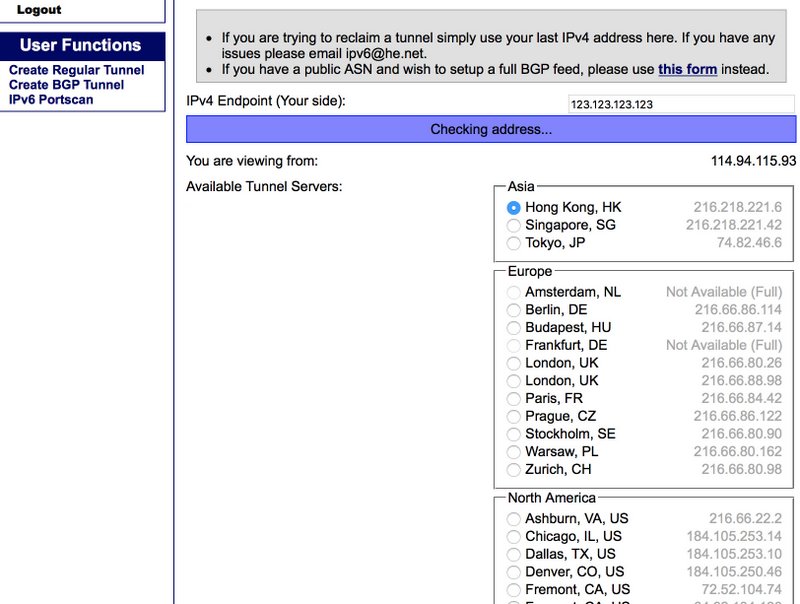 Logout
User Functions
Create Regular Tunnel
Create BGP Tunnel
IPv6 Portscan
If you are trying to reclaim a tunnel simply use your last IPv4 address here. If you have any
issues please email ipv6@he.net.
If you have a public ASN and wish to setup a full BGP feed, please use this form instead.
IPv4 Endpoint (Your side): 123.123.123.123
Checking address...
You are viewing from: 114.94.115.93
Available Tunnel Servers:
Asia
Hong Kong, HK 216.218.221.6
Singapore, SG 216.218.221.42
Tokyo, JP 74.82.46.6
Europe
Amsterdam, NL Not Available (Full)
Berlin, DE 216.66.86.114
Budapest, HU 216.66.87.14
Frankfurt, DE Not Available (Full)
London, UK 216.66.80.26
London, UK 216.66.88.98
Paris, FR 216.66.84.42
Prague, CZ 216.66.86.122
Stockholm, SE 216.66.80.90
Warsaw, PL 216.66.80.162
Zurich, CH 216.66.80.98
North America
Ashburn, VA, US 216.66.22.2
Chicago, IL, US 184.105.253.14
Dallas, TX, US 184.105.253.10
Denver, CO, US 184.105.250.46
Fremont, CA, US 72.52.104.74